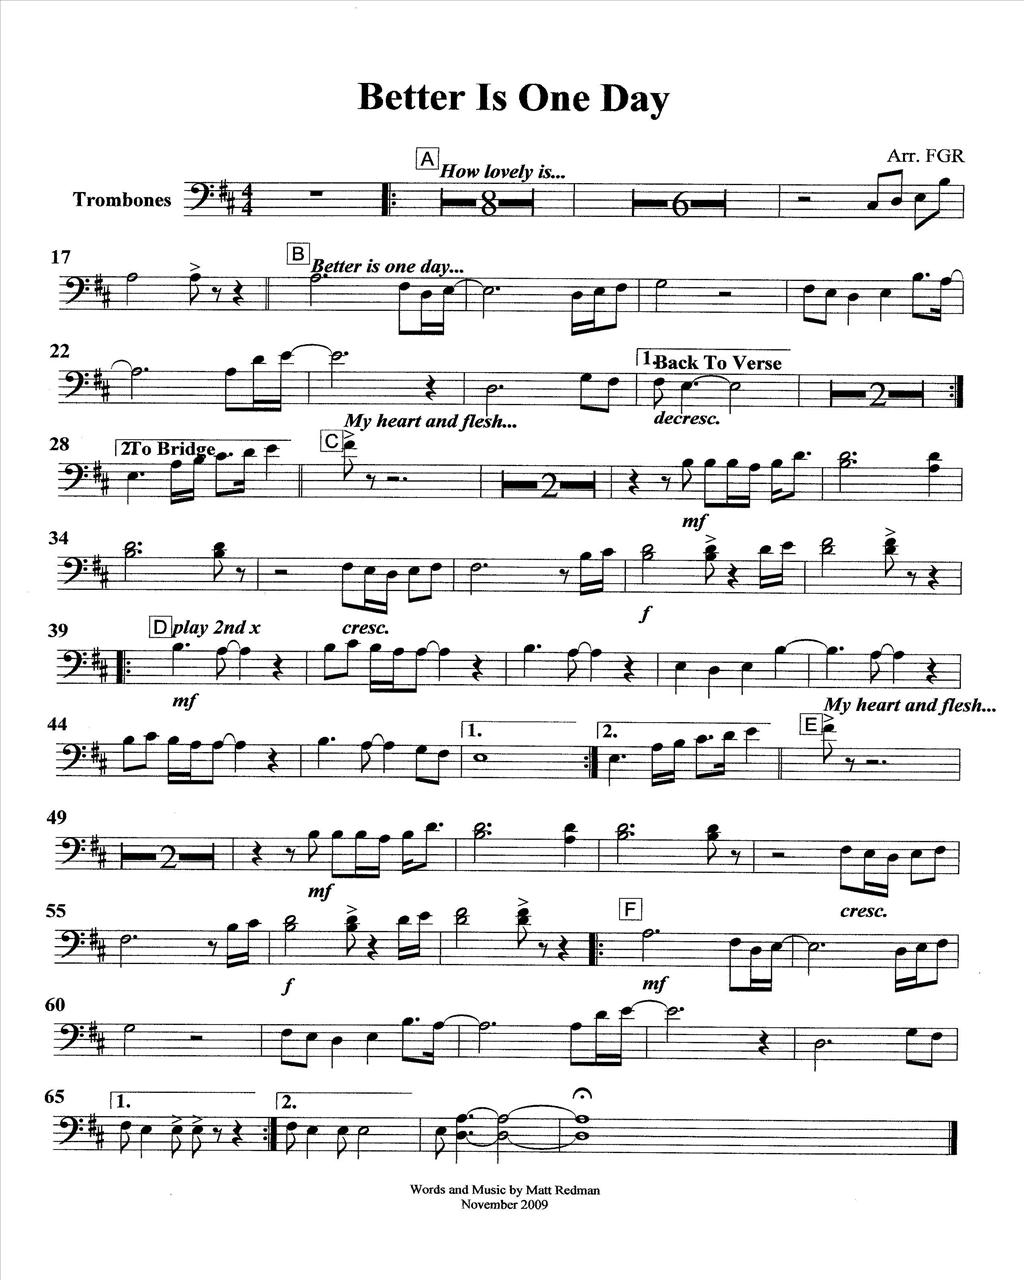 Better Is One Day
Arr. FGR
A
How lovely is...
Trombones
4
4
8
6
17
B
Better is one day...
22
1.
Back To Verse
2
decresc.
My heart and flesh...
28
2.
To Bridge
C
2
mf
34
f
cresc.
39
D
play 2nd x
mf
My heart and flesh...
44
1.
2.
E
49
2
mf
cresc.
55
F
f
mf
60
65
1.
2.
Words and Music by Matt Redman
November 2009